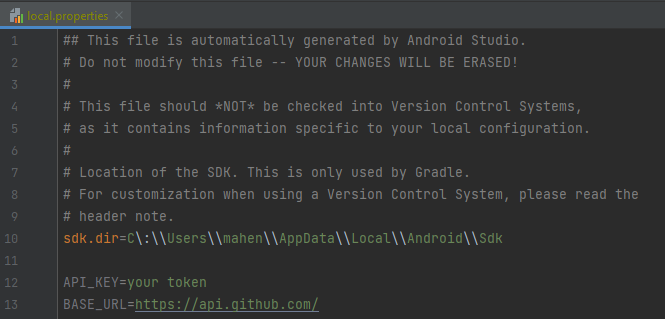 local.properties
1 ## This file is automatically generated by Android Studio.
2 # Do not modify this file -- YOUR CHANGES WILL BE ERASED!
3 #
4 # This file should *NOT* be checked into Version Control Systems,
5 # as it contains information specific to your local configuration.
6 #
7 # Location of the SDK. This is only used by Gradle.
8 # For customization when using a Version Control System, please read the
9 # header note.
10 sdk.dir=C\:\\Users\\mahen\\AppData\\Local\\Android\\Sdk
11
12 API_KEY=your token
13 BASE_URL=https://api.github.com/